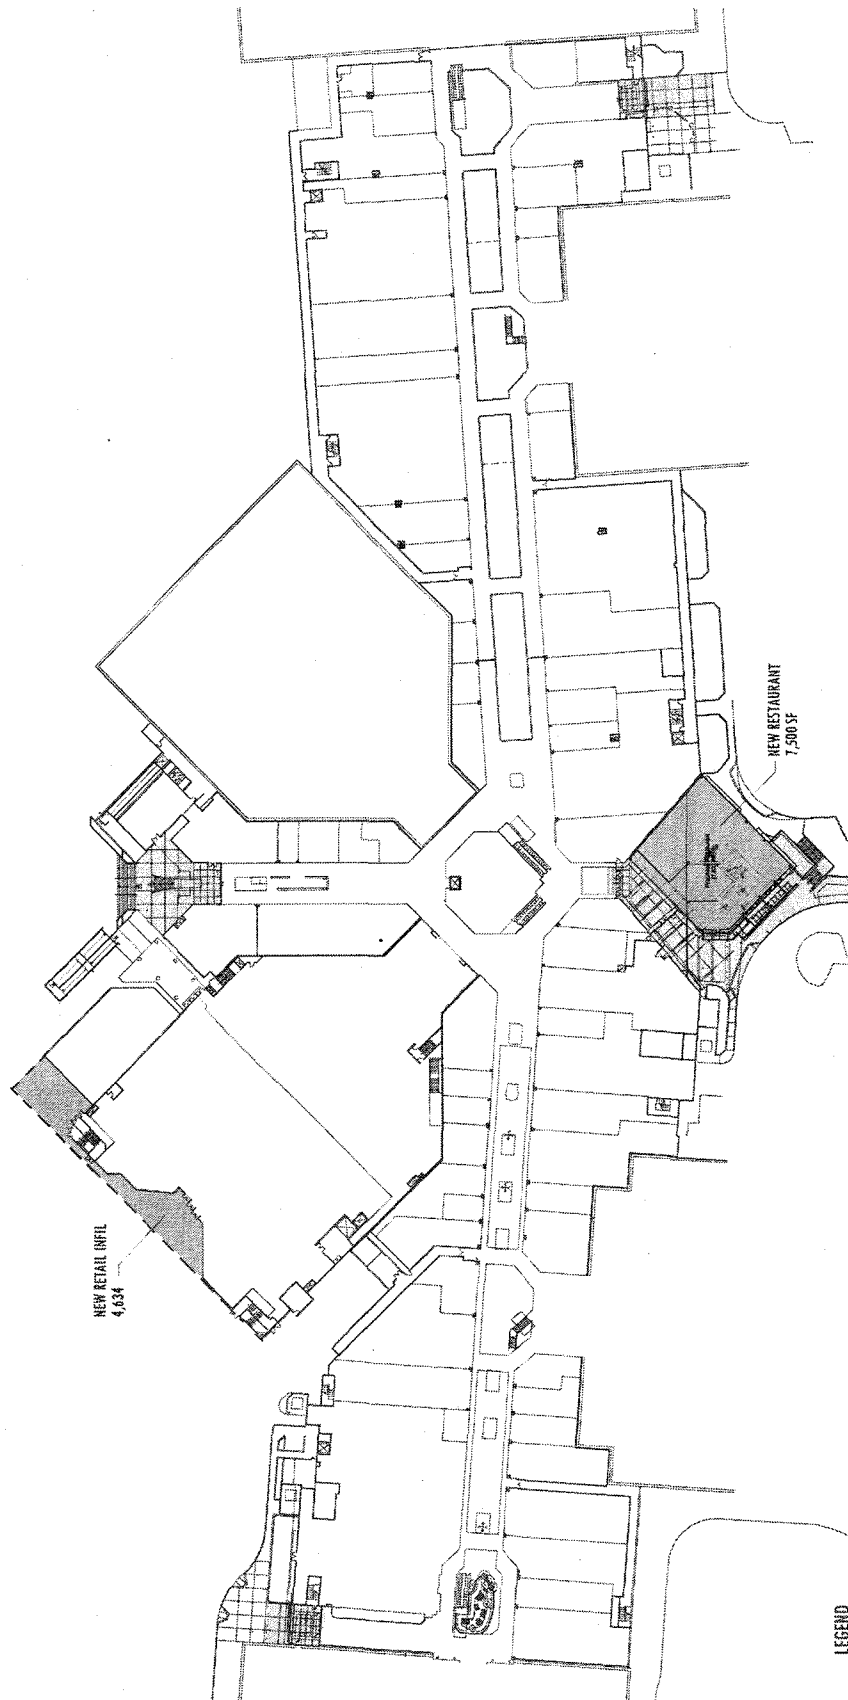 NEW RESTAURANT
7,500 SF
NEW RETAIL INFIL
4,634
LEGEND